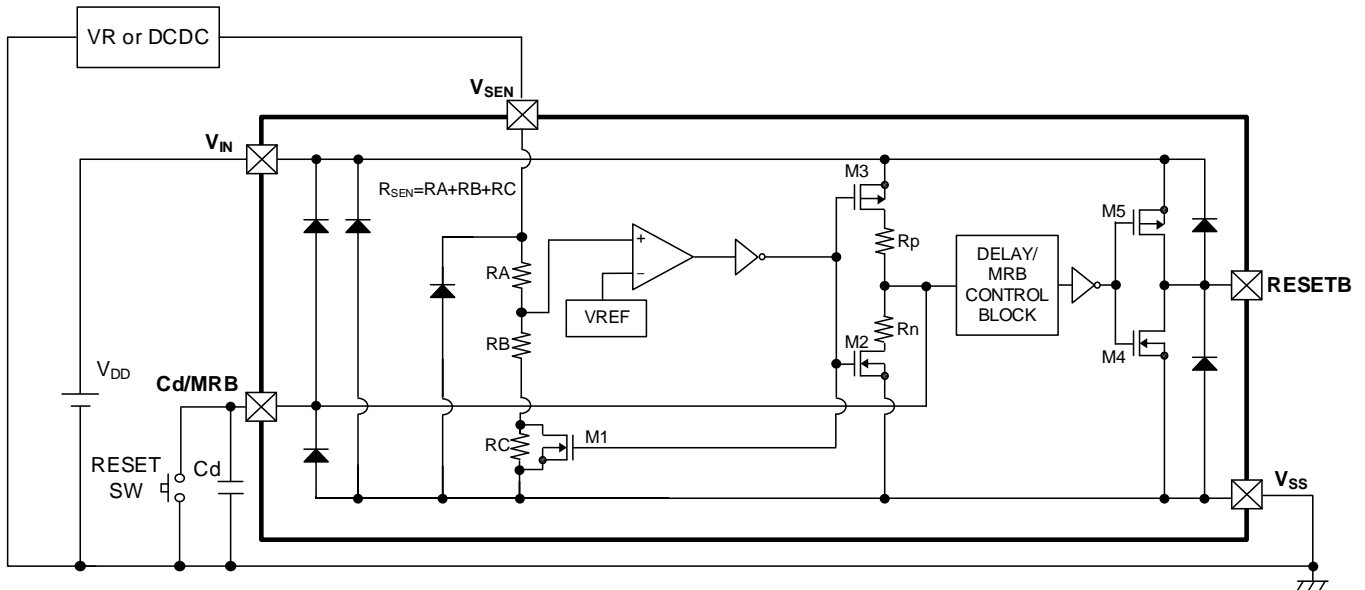 VR or DCDC
VSEN
VIN
RSEN=RA+RB+RC
M3
M5
Rp
RA
+
−
DELAY/
MRB
CONTROL
BLOCK
RESETB
VREF
Rn
RB
M2
M4
VDD
Cd/MRB
RC
M1
RESET
SW
Cd
VSS